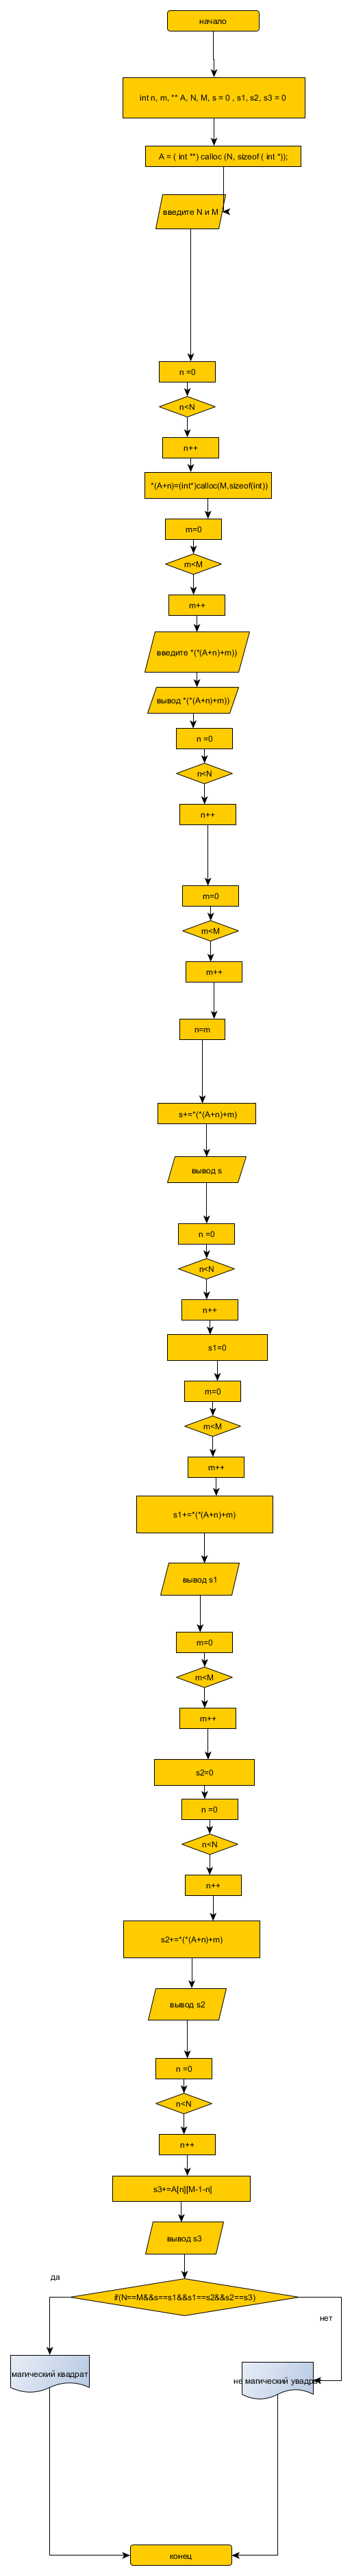 начало
int n, m, ** A, N, M, s = 0 , s1, s2, s3 = 0
A = ( int **) calloc (N, sizeof ( int *));
введите N и M
n =0
n<N
n++
*(A+n)=(int*)calloc(M,sizeof(int))
m=0
m<M
m++
введите *(*(A+n)+m))
вывод *(*(A+n)+m))
n =0
n<N
n++
m=0
m<M
m++
n=m
s+=*(*(A+n)+m)
вывод s
n =0
n<N
n++
s1=0
m=0
m<M
m++
s1+=*(*(A+n)+m)
вывод s1
m=0
m<M
m++
s2=0
n =0
n<N
n++
s2+=*(*(A+n)+m)
вывод s2
n =0
n<N
n++
s3+=A[n][M-1-n]
вывод s3
да
if(N==M&&s==s1&&s1==s2&&s2==s3)
нет
магический квадрат
не магический увадрат
конец